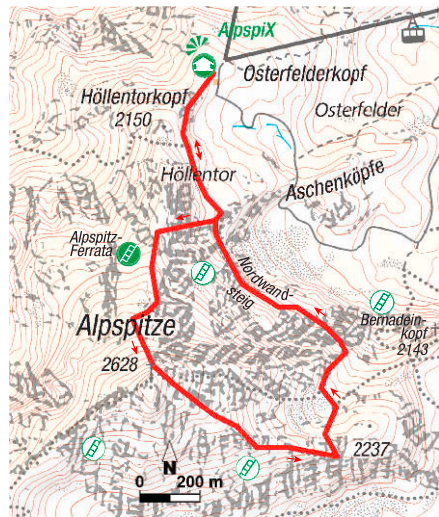 AlpspiX
Osterfelderkopf
Höllentorkopf
2150
Osterfelder
Höllentor
Aschenköpfe
Alpspitz-
Ferrata
Nordwand-
steig
Bernadein-
kopf
2143
Alpspitze
2628
2237
N
0 200 m